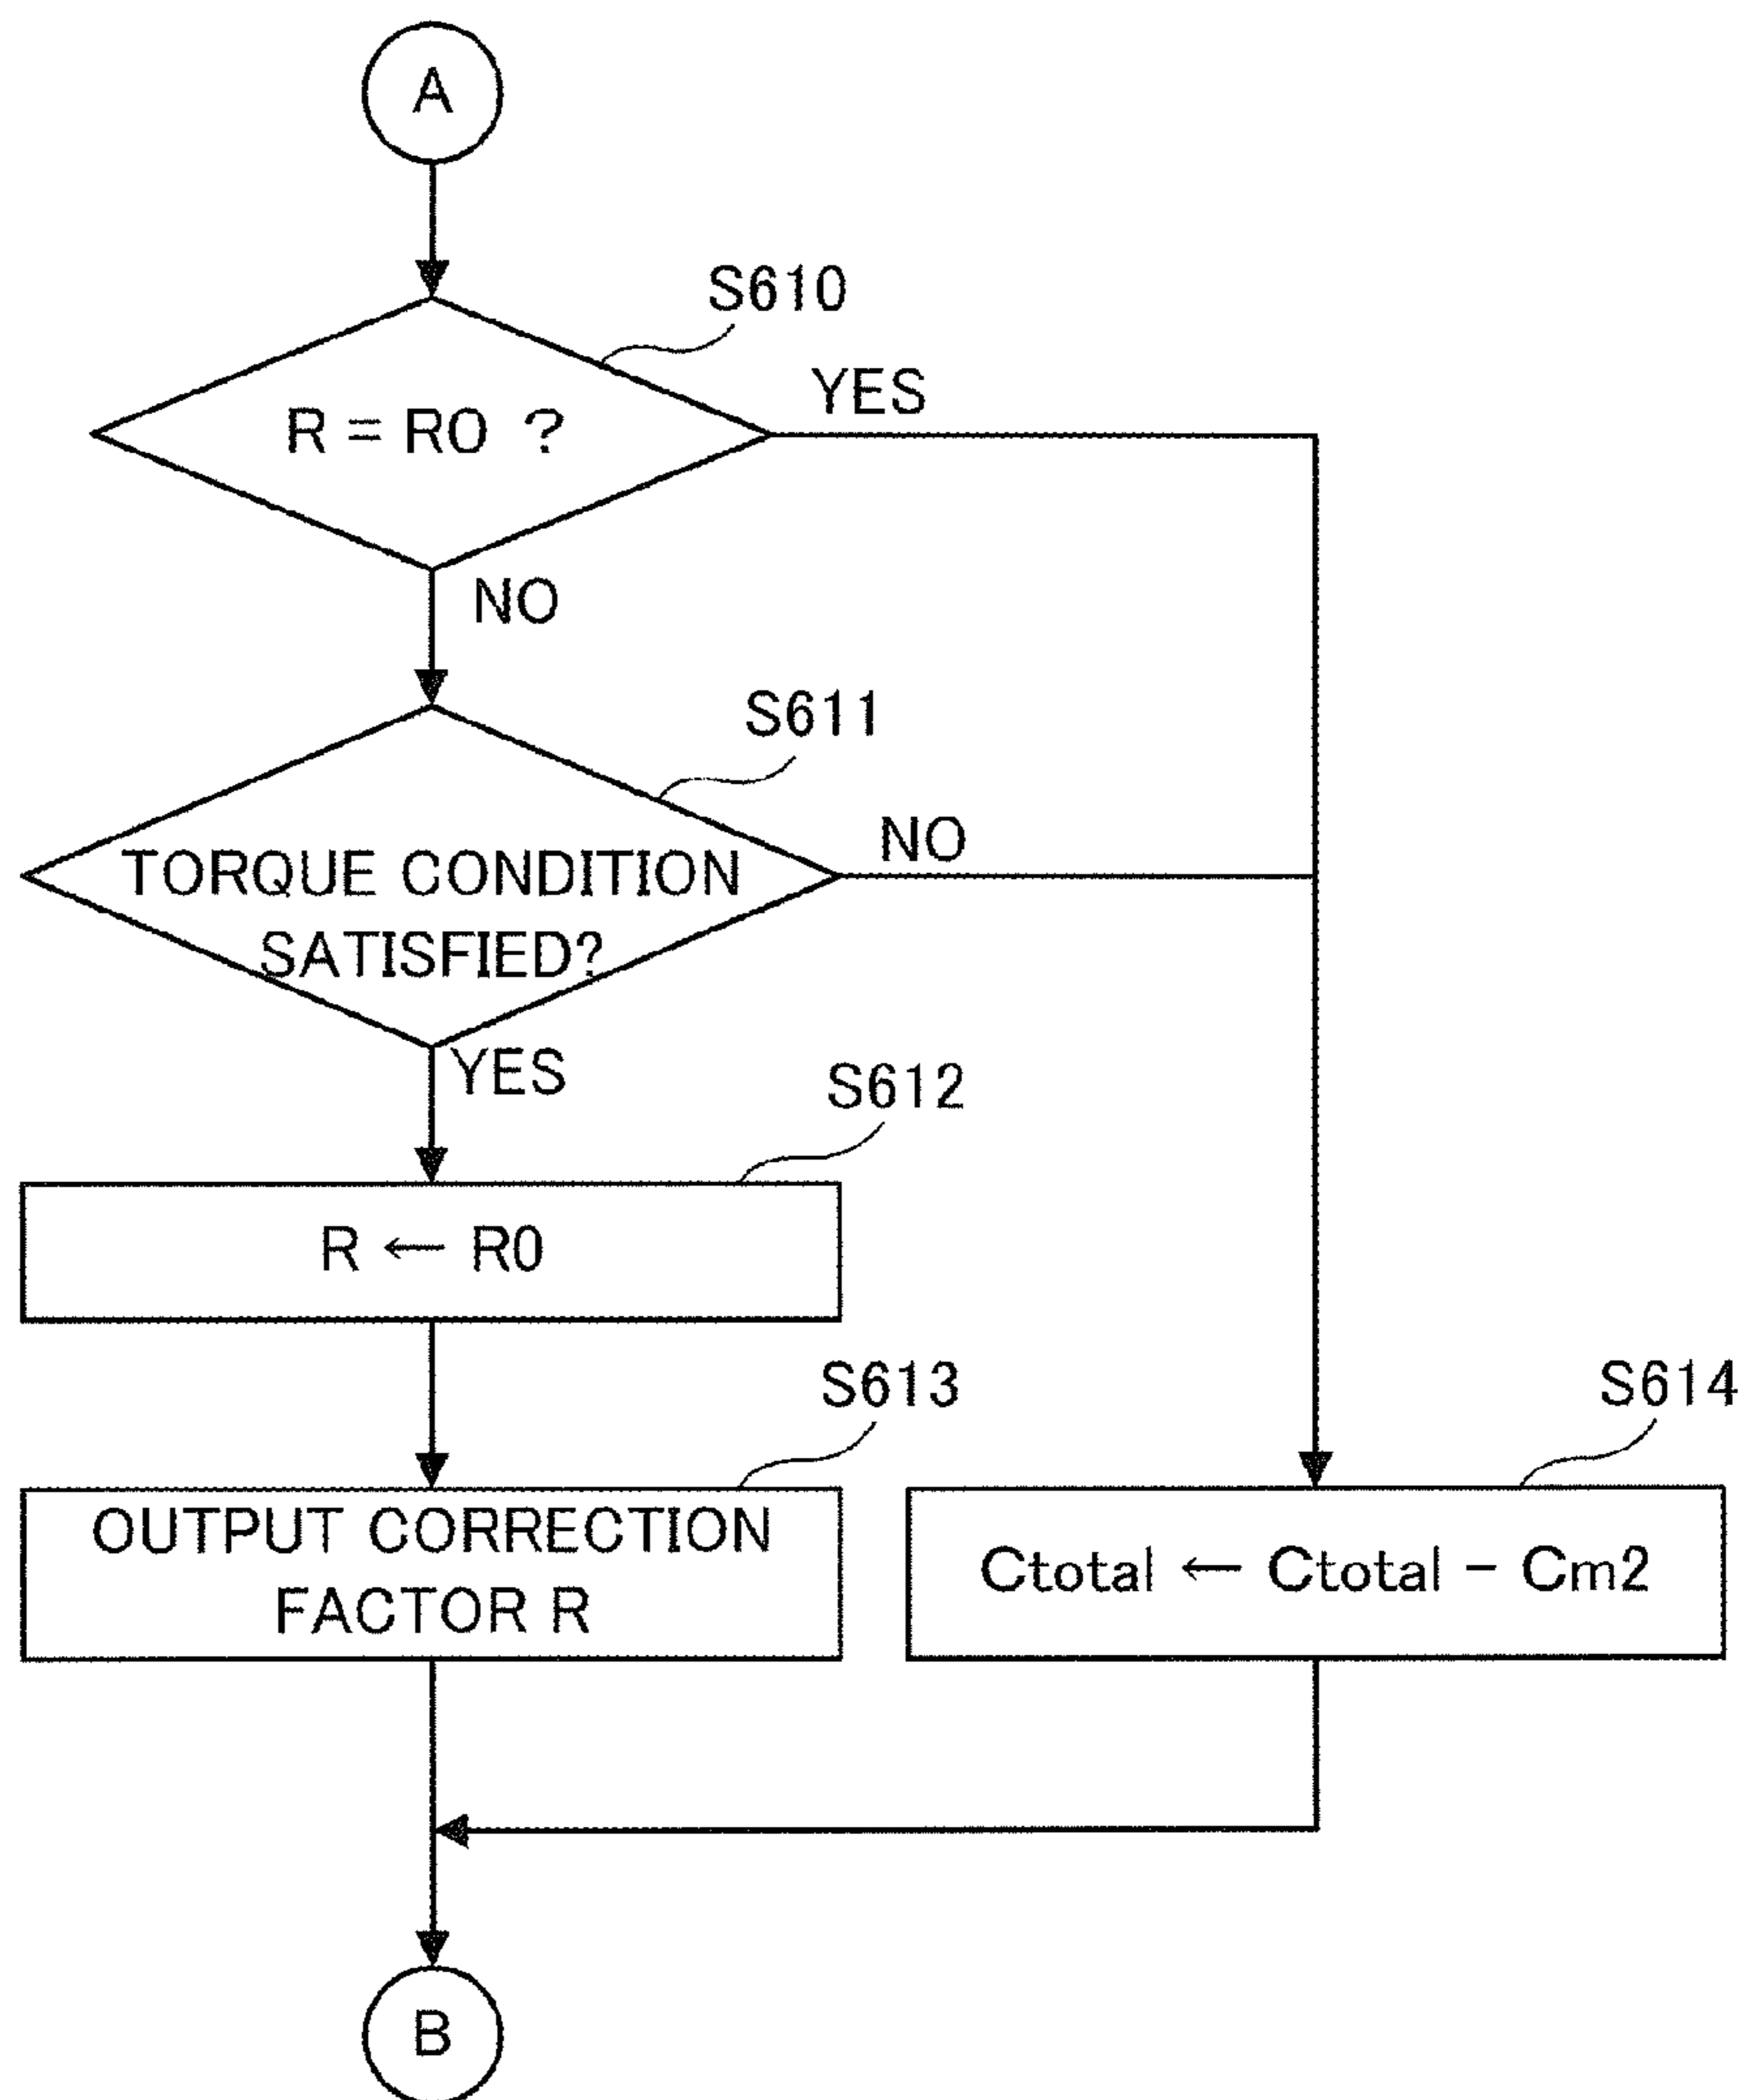 A
S610
R = R0 ?
YES
NO
S611
TORQUE CONDITION
SATISFIED?
NO
YES
S612
R ← R0
S613
OUTPUT CORRECTION
FACTOR R
S614
Ctotal ← Ctotal − Cm2
B